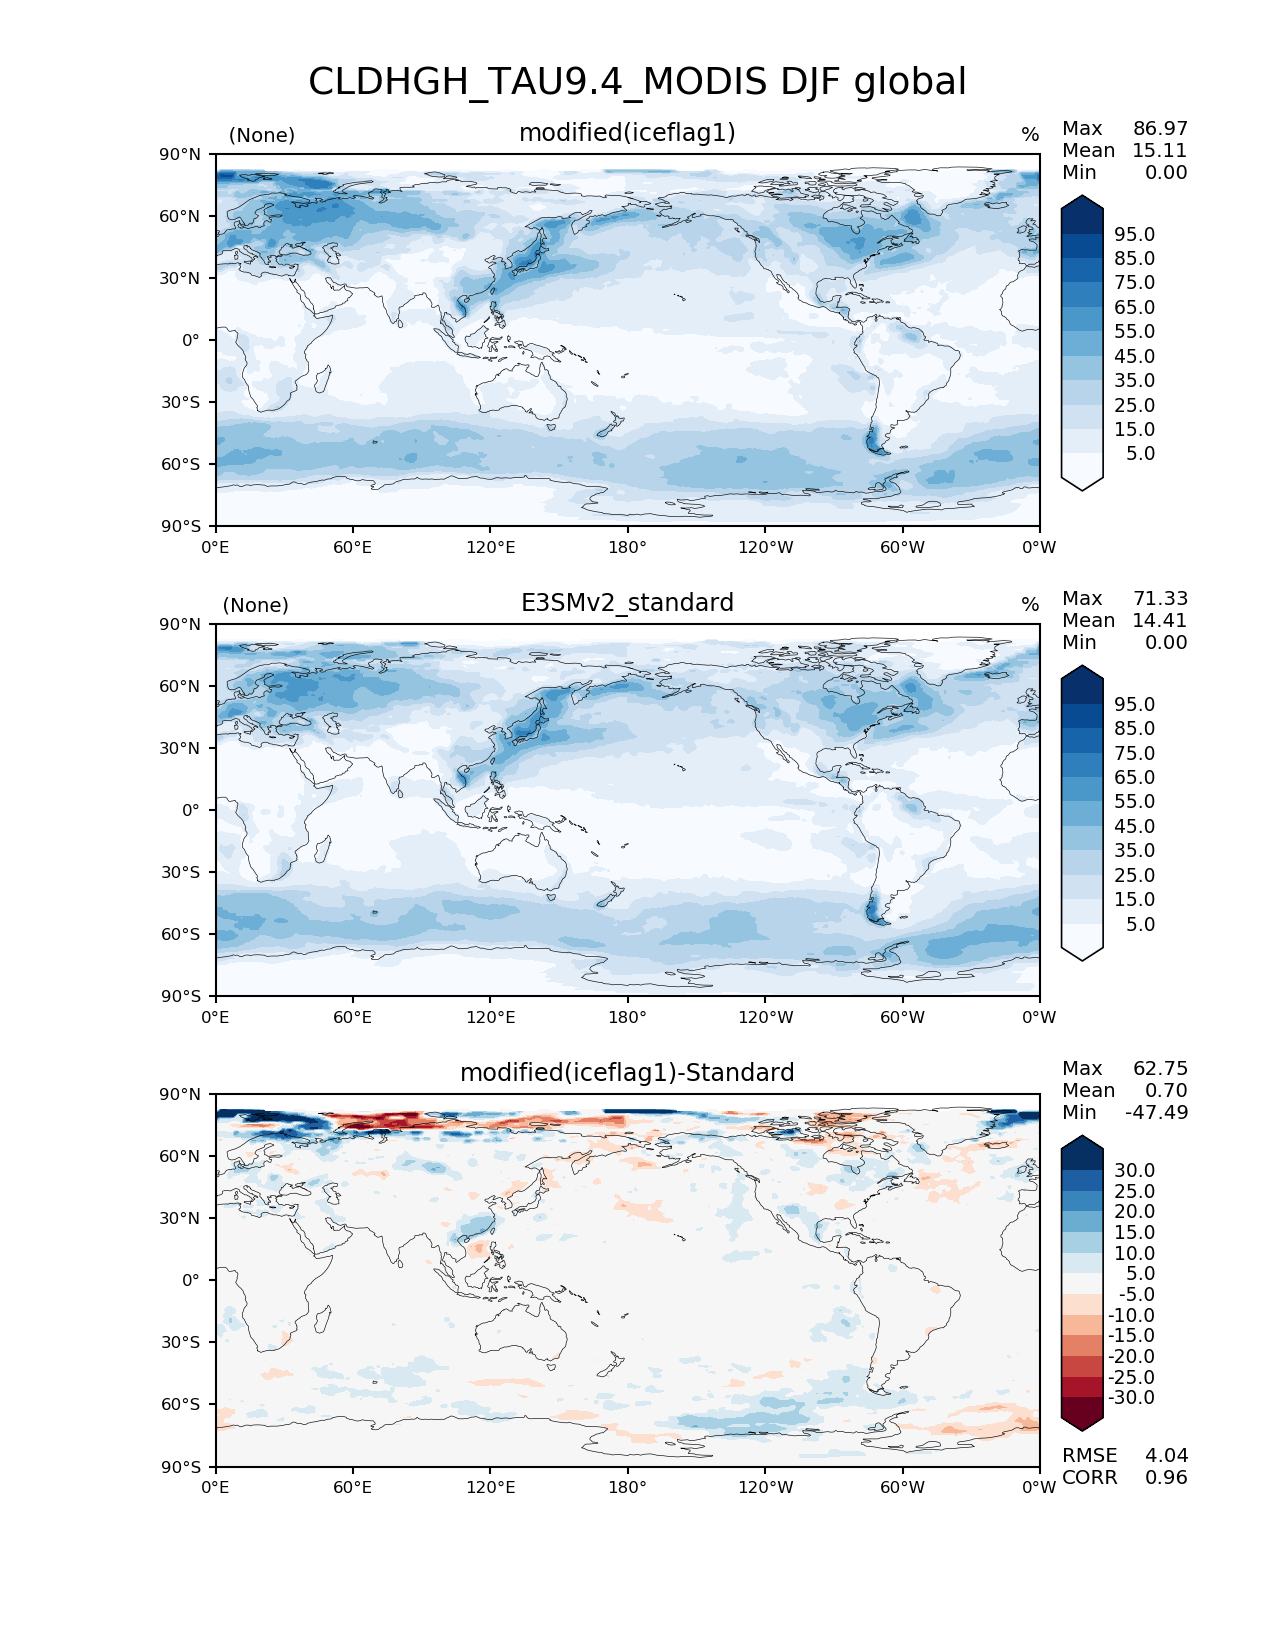 CLDHGH_TAU9.4_MODIS DJF global
(None) modified(iceflag1) %
Max 86.97
Mean 15.11
Min 0.00
90°N
60°N
30°N
0°
30°S
60°S
90°S
0°E 60°E 120°E 180° 120°W 60°W 0°W
95.0
85.0
75.0
65.0
55.0
45.0
35.0
25.0
15.0
5.0
(None) E3SMv2_standard %
Max 71.33
Mean 14.41
Min 0.00
90°N
60°N
30°N
0°
30°S
60°S
90°S
0°E 60°E 120°E 180° 120°W 60°W 0°W
95.0
85.0
75.0
65.0
55.0
45.0
35.0
25.0
15.0
5.0
modified(iceflag1)-Standard
Max 62.75
Mean 0.70
Min -47.49
90°N
60°N
30°N
0°
30°S
60°S
90°S
0°E 60°E 120°E 180° 120°W 60°W 0°W
30.0
25.0
20.0
15.0
10.0
5.0
-5.0
-10.0
-15.0
-20.0
-25.0
-30.0
RMSE 4.04
CORR 0.96